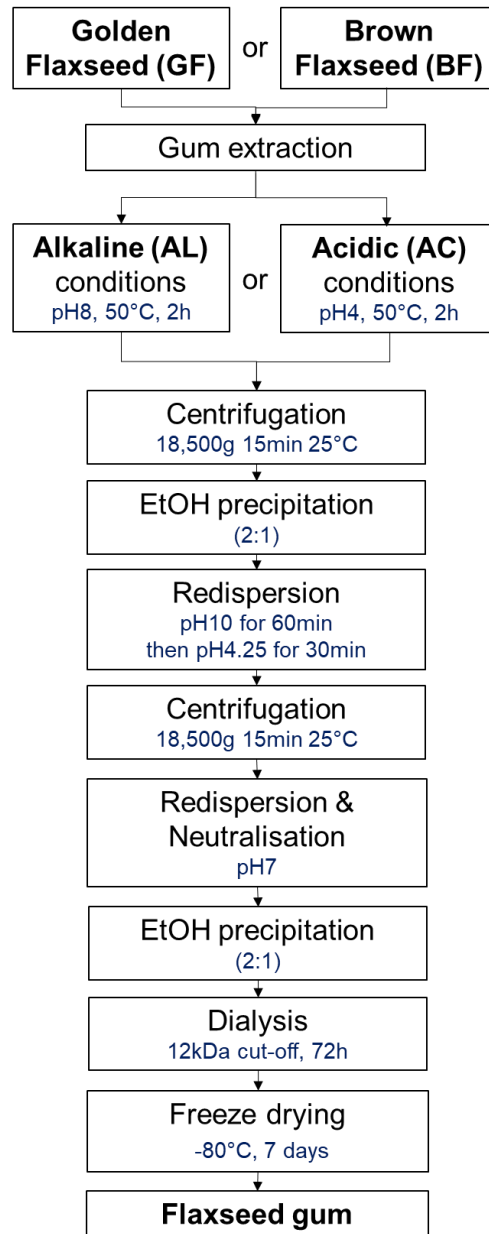 Golden
Flaxseed (GF)
or
Brown
Flaxseed (BF)
Gum extraction
Alkaline (AL)
conditions
pH8, 50°C, 2h
or
Acidic (AC)
conditions
pH4, 50°C, 2h
Centrifugation
18,500g 15min 25°C
EtOH precipitation
(2:1)
Redispersion
pH10 for 60min
then pH4.25 for 30min
Centrifugation
18,500g 15min 25°C
Redispersion &
Neutralisation
pH7
EtOH precipitation
(2:1)
Dialysis
12kDa cut-off, 72h
Freeze drying
-80°C, 7 days
Flaxseed gum